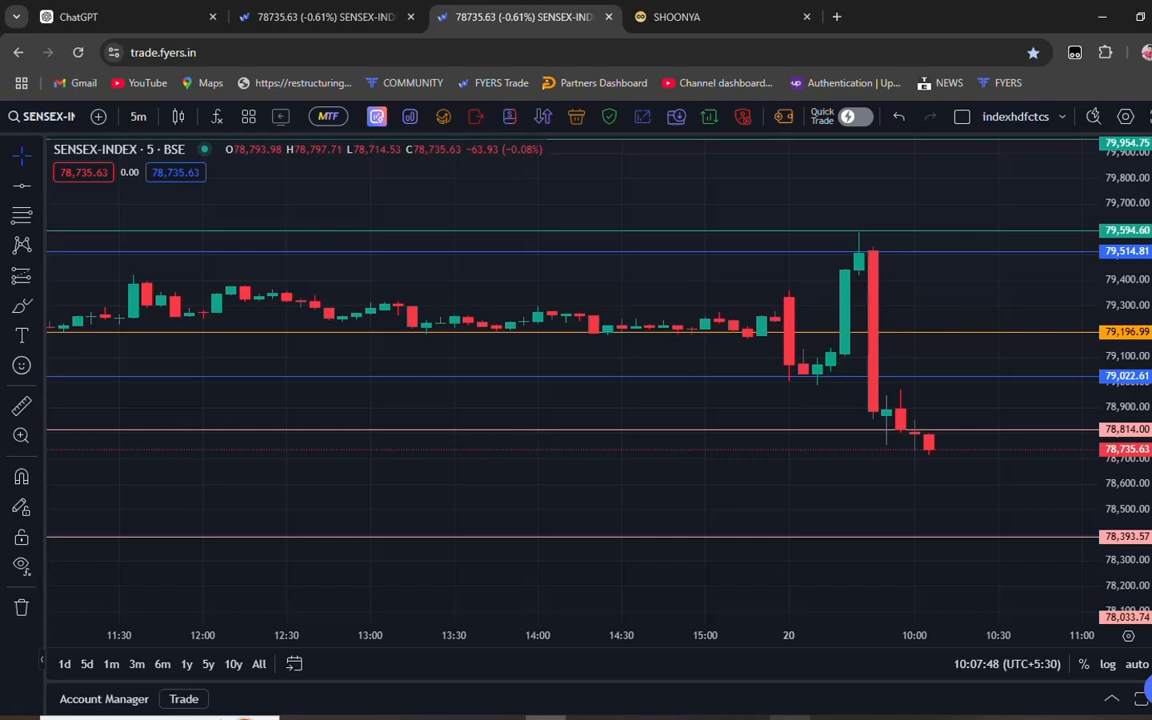 ChatGPT
78735.63 (-0.61%) SENSEX-IND
78735.63 (-0.61%) SENSEX-IND
SHOONYA
trade.fyers.in
Gmail
YouTube
Maps
https://restructuring...
COMMUNITY
FYERS Trade
Partners Dashboard
Channel dashboard...
Authentication | Up...
NEWS
FYERS
SENSEX-IN
5m
MTF
Quick Trade
indexhdfctcs
SENSEX-INDEX · 5 · BSE
O78,793.98 H78,797.71 L78,714.53 C78,735.63 -63.93 (-0.08%)
78,735.63 0.00 78,735.63
79,954.75
79,900.00
79,800.00
79,700.00
79,594.60
79,514.81
79,400.00
79,300.00
79,196.99
79,100.00
79,022.61
78,900.00
78,814.00
78,735.63
78,700.00
78,600.00
78,500.00
78,393.57
78,300.00
78,200.00
78,100.00
78,033.74
11:30 12:00 12:30 13:00 13:30 14:00 14:30 15:00 20 10:00 10:30 11:00
1d 5d 1m 3m 6m 1y 5y 10y All
10:07:48 (UTC+5:30) % log auto
Account Manager Trade